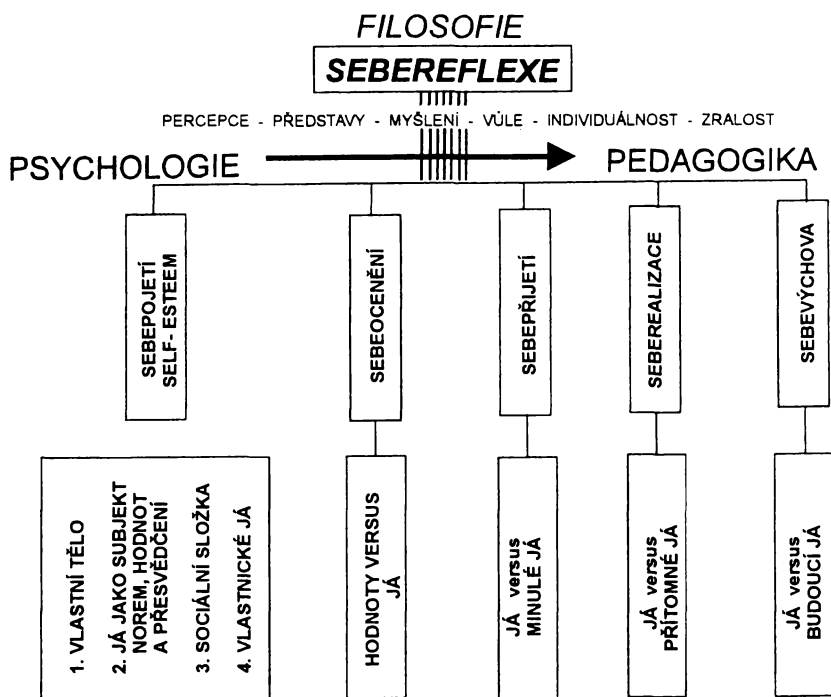 FILOSOFIE
SEBEREFLEXE
PERCEPCE - PŘEDSTAVY - MYŠLENÍ - VŮLE - INDIVIDUÁLNOST - ZRALOST
PSYCHOLOGIE
PEDAGOGIKA
SEBEPOJETÍ
SELF-ESTEEM
SEBEOCENĚNÍ
SEBEPŘIJETÍ
SEBEREALIZACE
SEBEVÝCHOVA
1. VLASTNÍ TĚLO
2. JÁ JAKO SUBJEKT
NOREM, HODNOT
A PŘESVĚDČENÍ
3. SOCIÁLNÍ SLOŽKA
4. VLASTNICKÉ JÁ
HODNOTY VERSUS
JÁ
JÁ versus
MINULÉ JÁ
JÁ versus
PŘÍTOMNÉ JÁ
JÁ versus
BUDOUCÍ JÁ